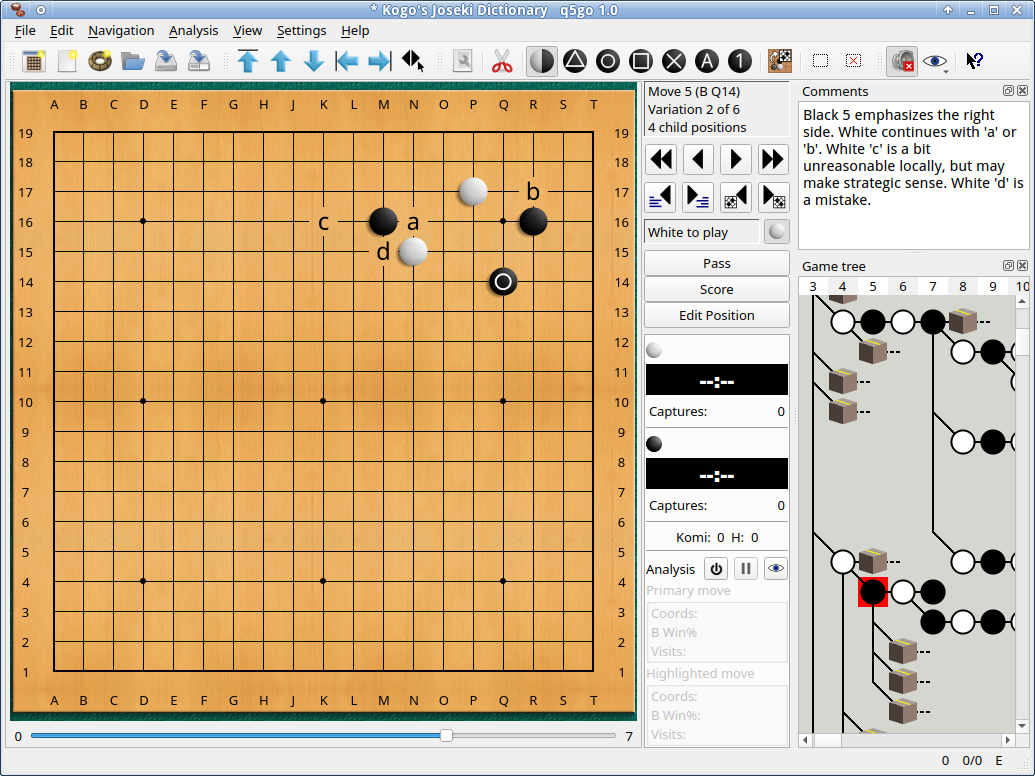 * Kogo's Joseki Dictionary   q5go 1.0
File Edit Navigation Analysis View Settings Help
A
1
A B C D E F G H J K L M N O P Q R S T
19 19
18 18
17 b 17
16 c a 16
15 d 15
14 14
13 13
12 12
11 11
10 10
9 9
8 8
7 7
6 6
5 5
4 4
3 3
2 2
1 1
A B C D E F G H J K L M N O P Q R S T
0 7
Move 5 (B Q14)
Variation 2 of 6
4 child positions
White to play
Pass
Score
Edit Position
--:--
Captures: 0
--:--
Captures: 0
Komi: 0 H: 0
Analysis
Primary move
Coords:
B Win%
Visits:
Highlighted move
Coords:
B Win%:
Visits:
Comments
Black 5 emphasizes the right
side. White continues with 'a' or
'b'. White 'c' is a bit
unreasonable locally, but may
make strategic sense. White 'd' is
a mistake.
Game tree
3 4 5 6 7 8 9 10
0 0/0 E